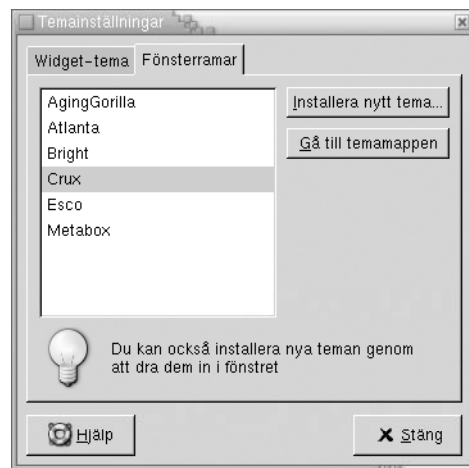 Temainställningar
Widget-tema Fönsterramar
AgingGorilla
Atlanta
Bright
Crux
Esco
Metabox
Installera nytt tema...
Gå till temamappen
Du kan också installera nya teman genom
att dra dem in i fönstret
Hjälp
Stäng